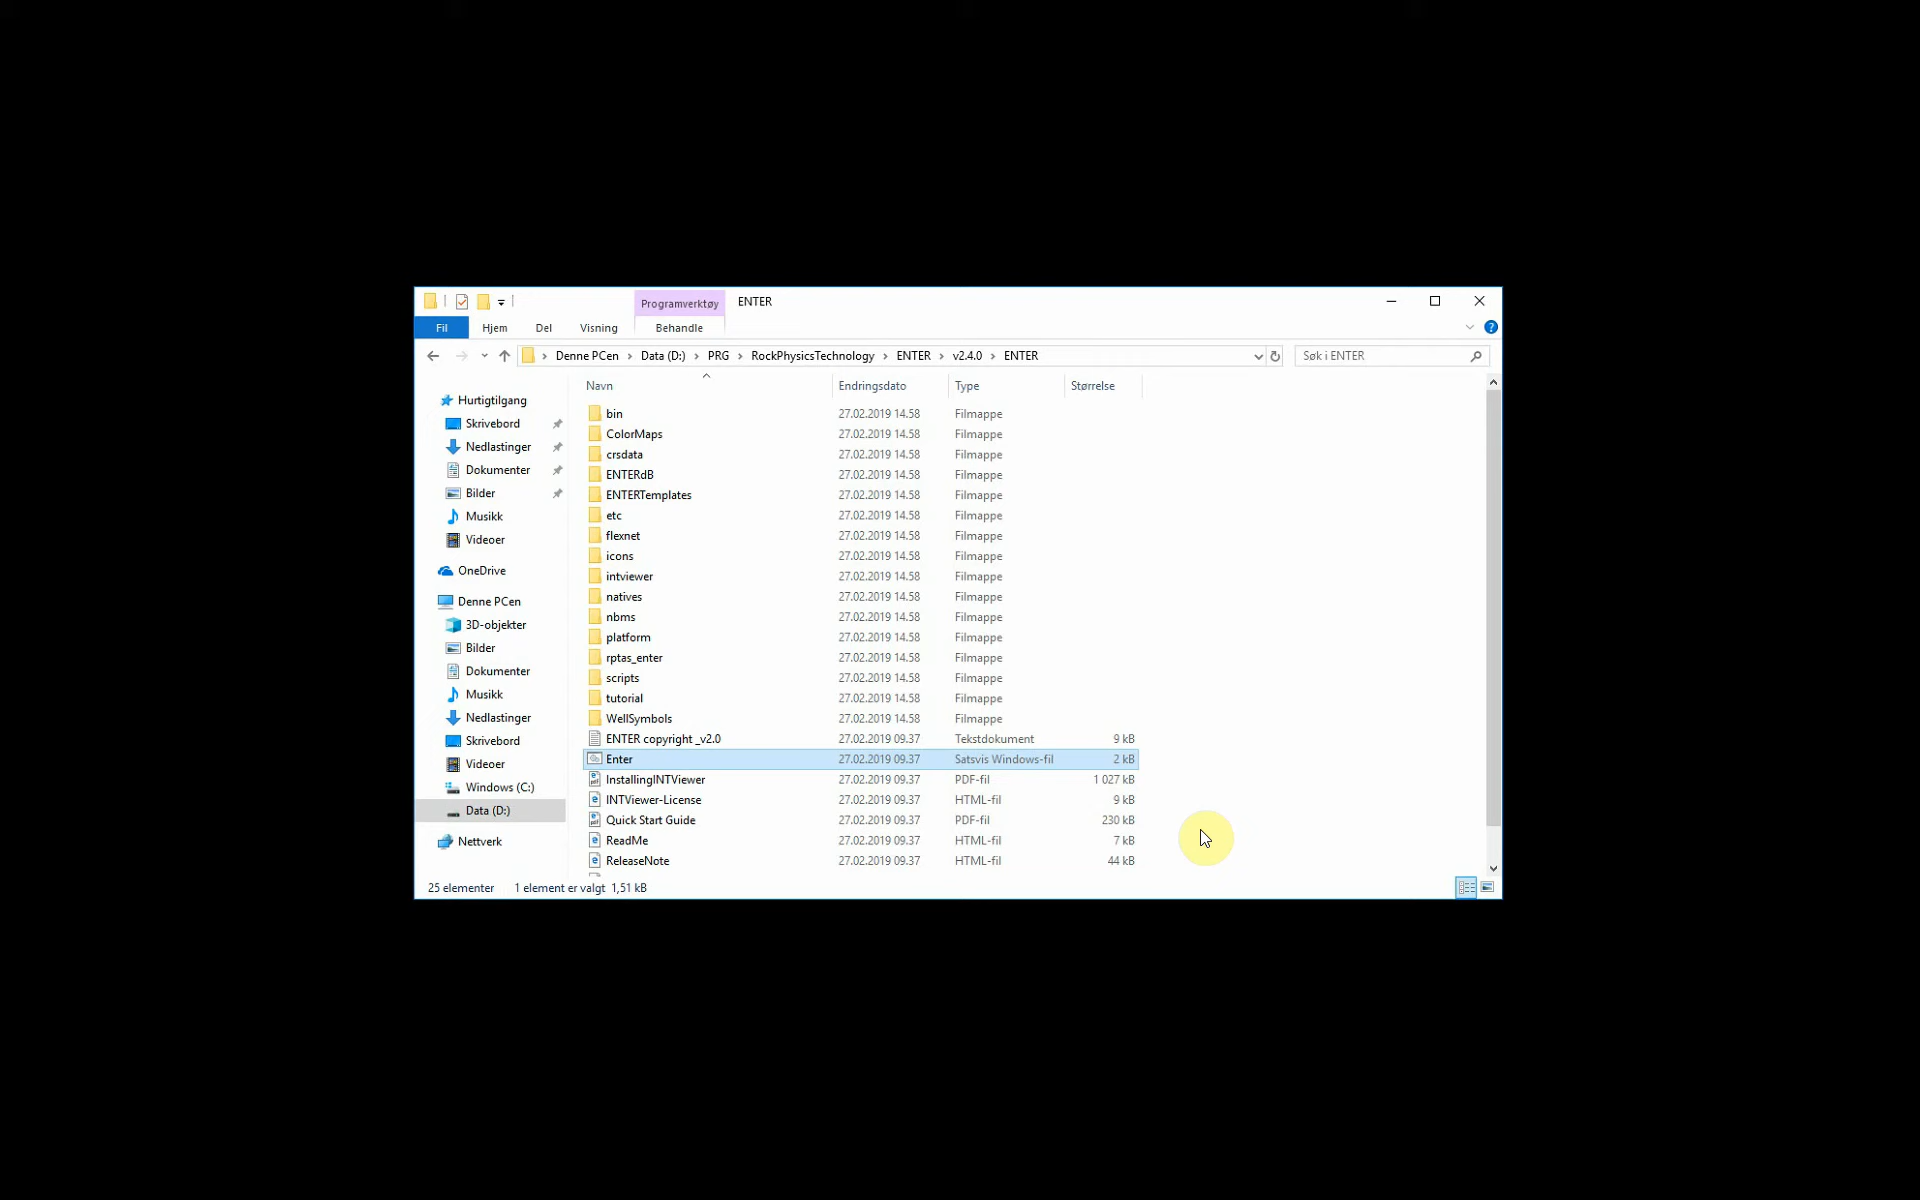 Programverktøy ENTER
Fil Hjem Del Visning Behandle
Denne PCen Data (D:) PRG RockPhysicsTechnology ENTER v2.4.0 ENTER Søk i ENTER
Hurtigtilgang
Skrivebord
Nedlastinger
Dokumenter
Bilder
Musikk
Videoer
OneDrive
Denne PCen
3D-objekter
Bilder
Dokumenter
Musikk
Nedlastinger
Skrivebord
Videoer
Windows (C:)
Data (D:)
Nettverk
Navn Endringsdato Type Størrelse
bin 27.02.2019 14.58 Filmappe
ColorMaps 27.02.2019 14.58 Filmappe
crsdata 27.02.2019 14.58 Filmappe
ENTERdB 27.02.2019 14.58 Filmappe
ENTERTemplates 27.02.2019 14.58 Filmappe
etc 27.02.2019 14.58 Filmappe
flexnet 27.02.2019 14.58 Filmappe
icons 27.02.2019 14.58 Filmappe
intviewer 27.02.2019 14.58 Filmappe
natives 27.02.2019 14.58 Filmappe
nbms 27.02.2019 14.58 Filmappe
platform 27.02.2019 14.58 Filmappe
rptas_enter 27.02.2019 14.58 Filmappe
scripts 27.02.2019 14.58 Filmappe
tutorial 27.02.2019 14.58 Filmappe
WellSymbols 27.02.2019 14.58 Filmappe
ENTER copyright _v2.0 27.02.2019 09.37 Tekstdokument 9 kB
Enter 27.02.2019 09.37 Satsvis Windows-fil 2 kB
InstallingINTViewer 27.02.2019 09.37 PDF-fil 1 027 kB
INTViewer-License 27.02.2019 09.37 HTML-fil 9 kB
Quick Start Guide 27.02.2019 09.37 PDF-fil 230 kB
ReadMe 27.02.2019 09.37 HTML-fil 7 kB
ReleaseNote 27.02.2019 09.37 HTML-fil 44 kB
25 elementer 1 element er valgt 1,51 kB